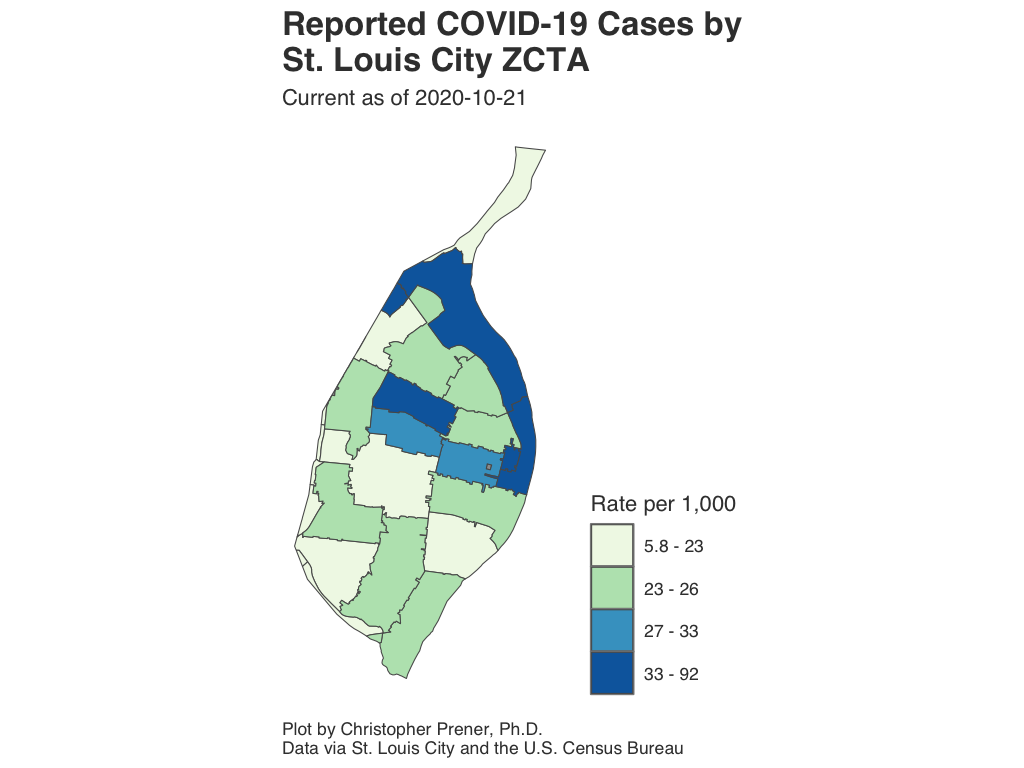 Reported COVID-19 Cases by
St. Louis City ZCTA
Current as of 2020-10-21
Rate per 1,000
5.8 - 23
23 - 26
27 - 33
33 - 92
Plot by Christopher Prener, Ph.D.
Data via St. Louis City and the U.S. Census Bureau